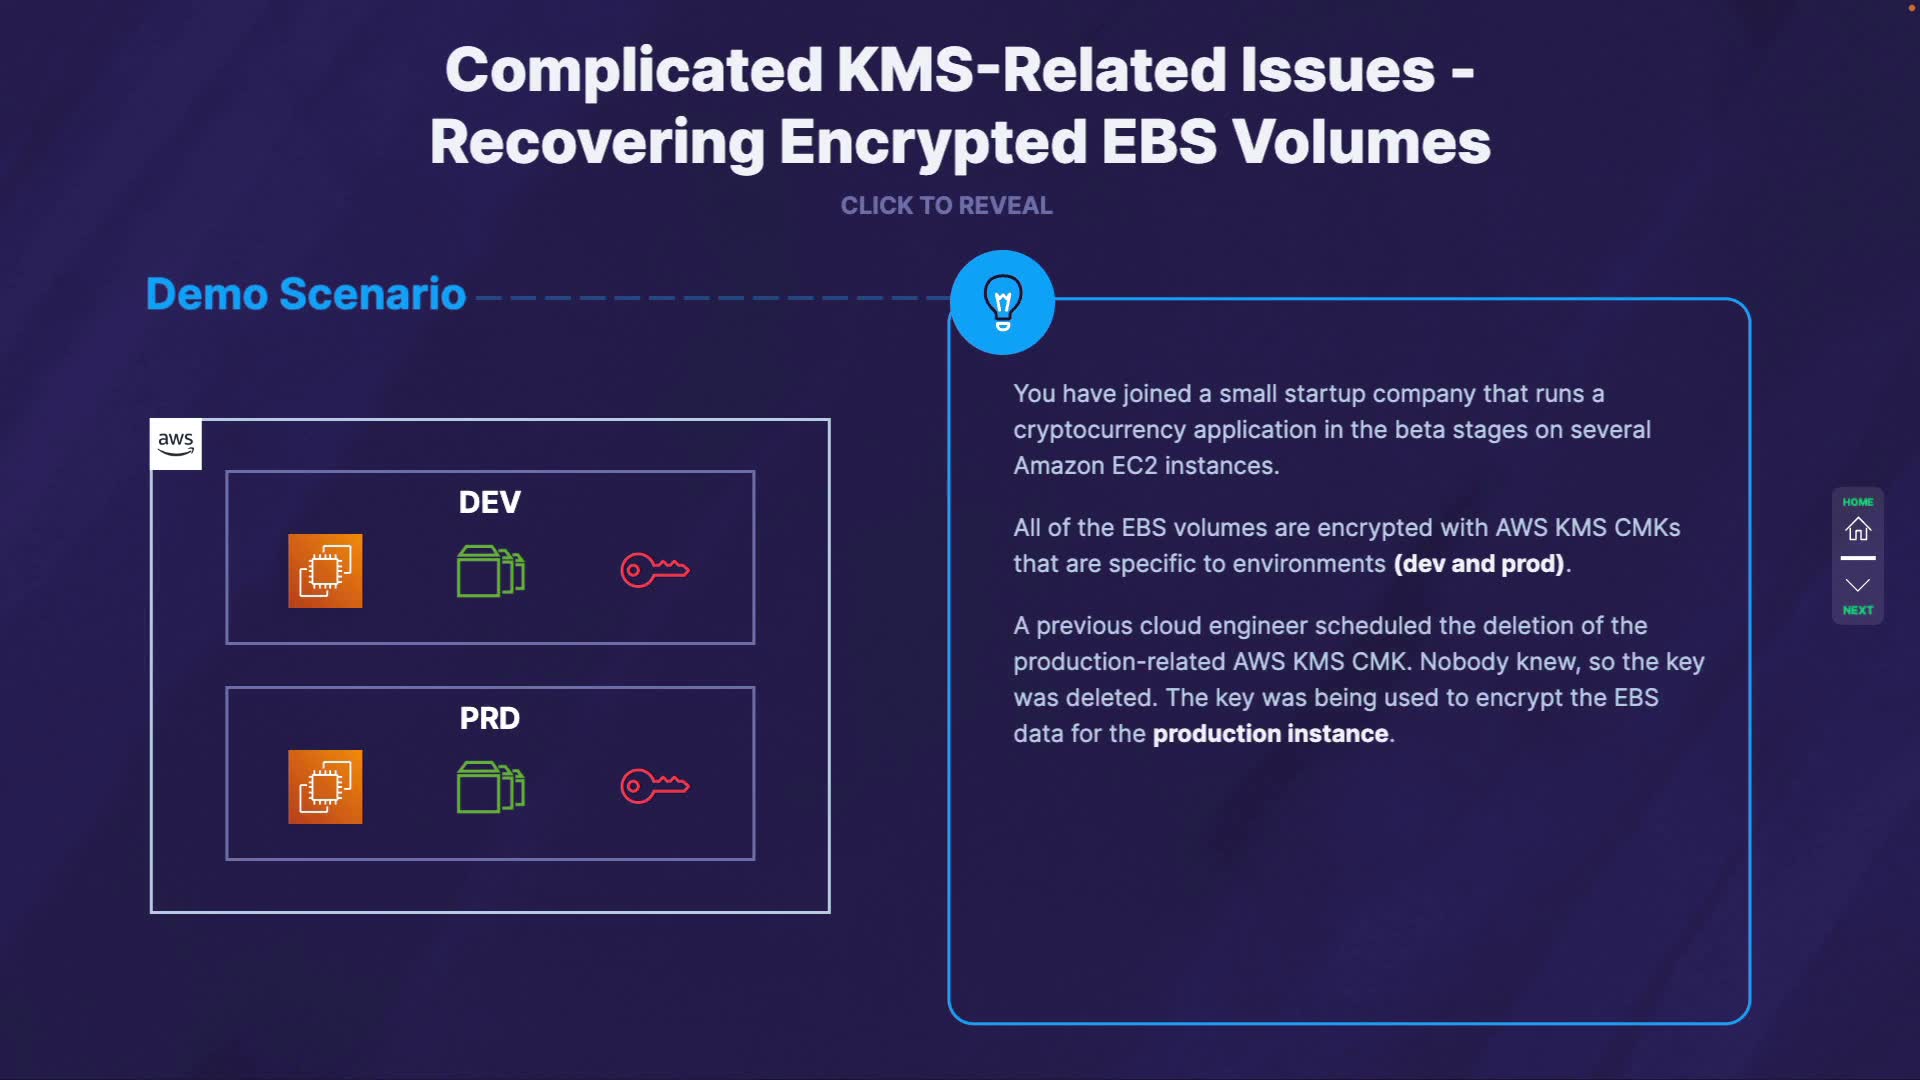 Complicated KMS-Related Issues -
Recovering Encrypted EBS Volumes
CLICK TO REVEAL
Demo Scenario
aws
DEV
PRD
You have joined a small startup company that runs a
cryptocurrency application in the beta stages on several
Amazon EC2 instances.
All of the EBS volumes are encrypted with AWS KMS CMKs
that are specific to environments (dev and prod).
A previous cloud engineer scheduled the deletion of the
production-related AWS KMS CMK. Nobody knew, so the key
was deleted. The key was being used to encrypt the EBS
data for the production instance.
HOME
NEXT